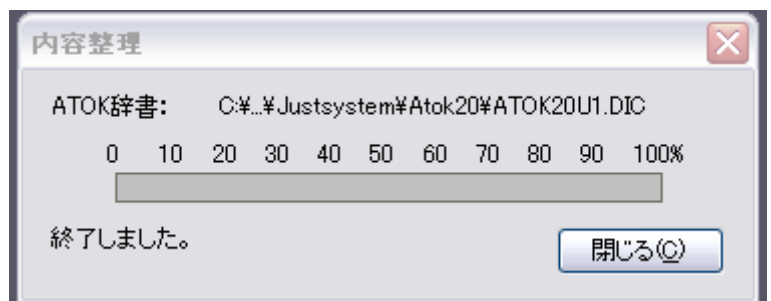 内容整理
ATOK辞書: C:¥...¥Justsystem¥Atok20¥ATOK20U1.DIC
0 10 20 30 40 50 60 70 80 90 100%
終了しました。
閉じる(C)